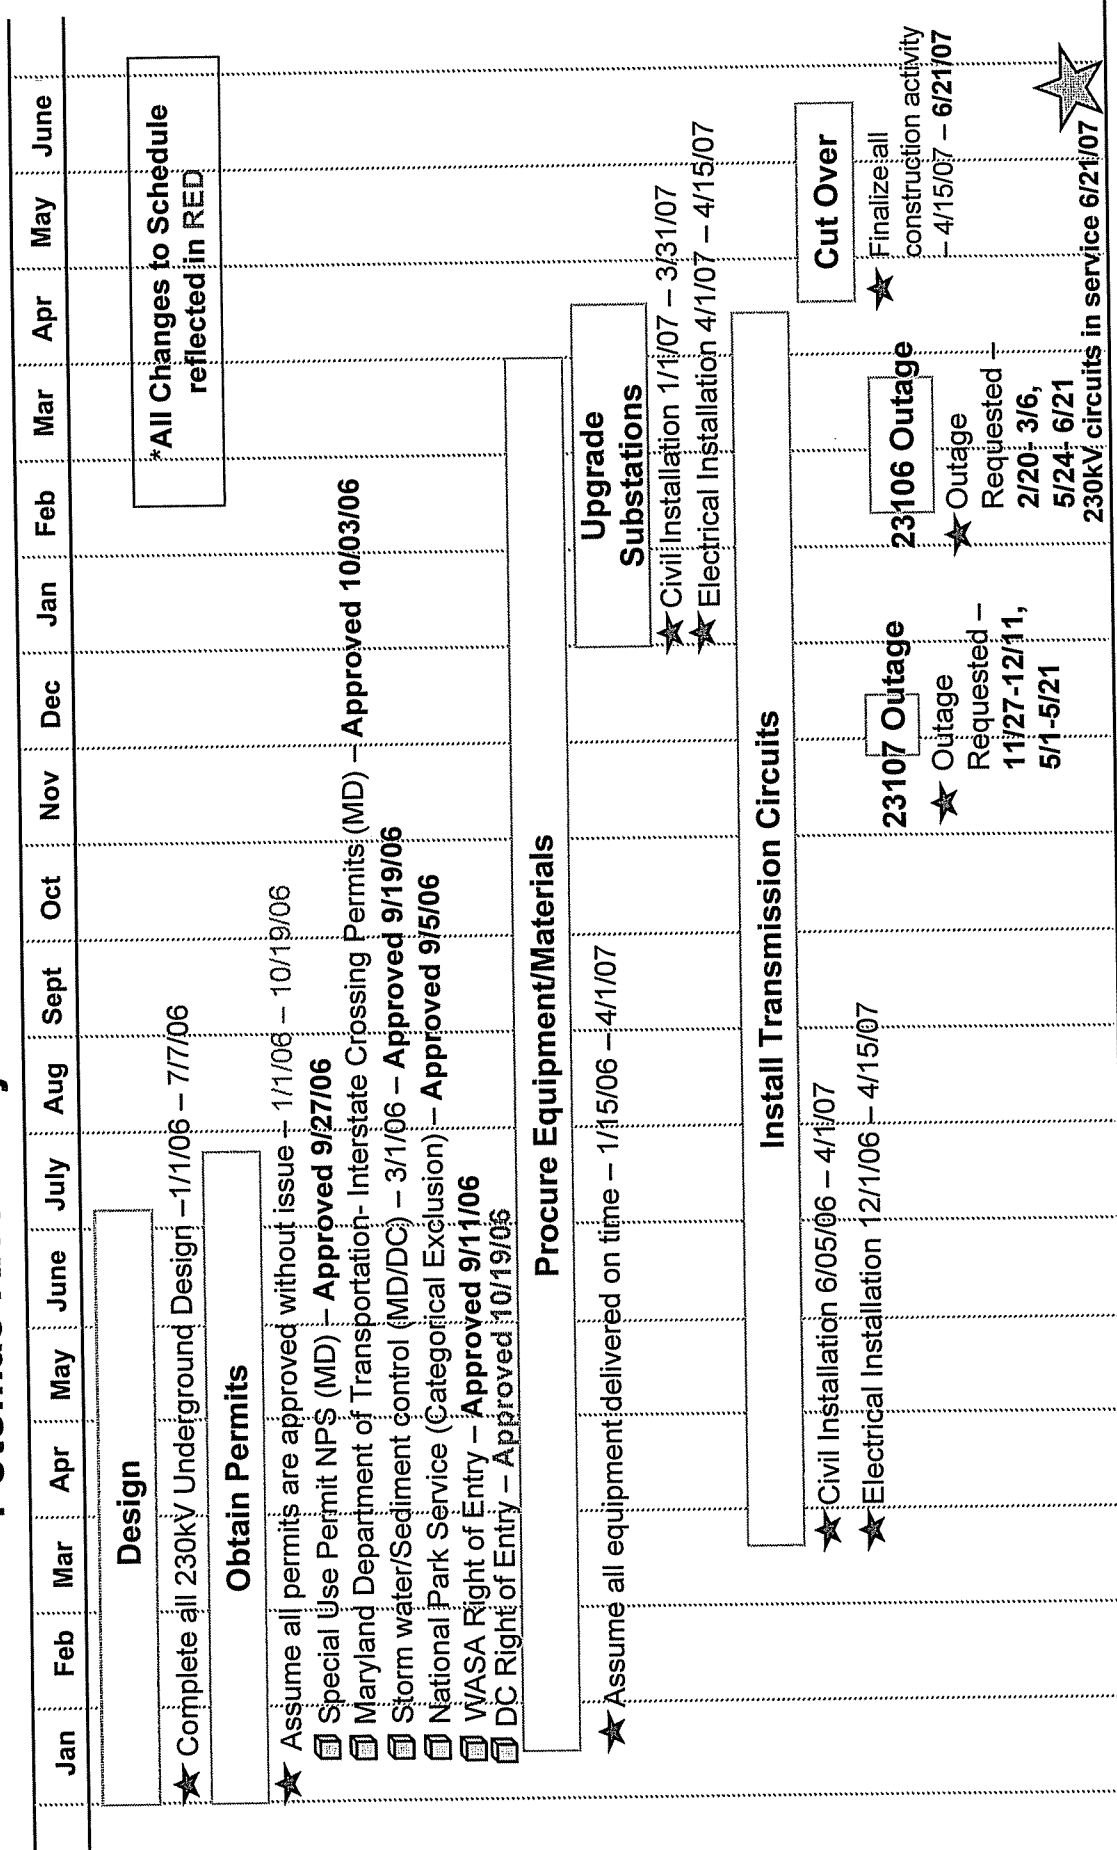 Jan Feb Mar Apr May June July Aug Sept Oct Nov Dec Jan Feb Mar Apr May June
*All Changes to Schedule
reflected in RED
Design
Complete all 230kV Underground Design –1/1/06 – 7/7/06
Obtain Permits
Assume all permits are approved without issue – 1/1/06 – 10/19/06
Special Use Permit NPS (MD) – Approved 9/27/06
Maryland Department of Transportation- Interstate Crossing Permits (MD) – Approved 10/03/06
Storm water/Sediment control (MD/DC) – 3/1/06 – Approved 9/19/06
National Park Service (Categorical Exclusion) – Approved 9/5/06
WASA Right of Entry – Approved 9/11/06
DC Right of Entry – Approved 10/19/06
Procure Equipment/Materials
Assume all equipment delivered on time – 1/15/06 – 4/1/07
Upgrade
Substations
Civil Installation 1/1/07 – 3/31/07
Electrical Installation 4/1/07 – 4/15/07
Install Transmission Circuits
Civil Installation 6/05/06 – 4/1/07
Electrical Installation 12/1/06 – 4/15/07
Cut Over
Finalize all
construction activity
– 4/15/07 – 6/21/07
23107 Outage
Outage
Requested –
11/27-12/11,
5/1-5/21
23106 Outage
Outage
Requested –
2/20- 3/6,
5/24- 6/21
230kV circuits in service 6/21/07